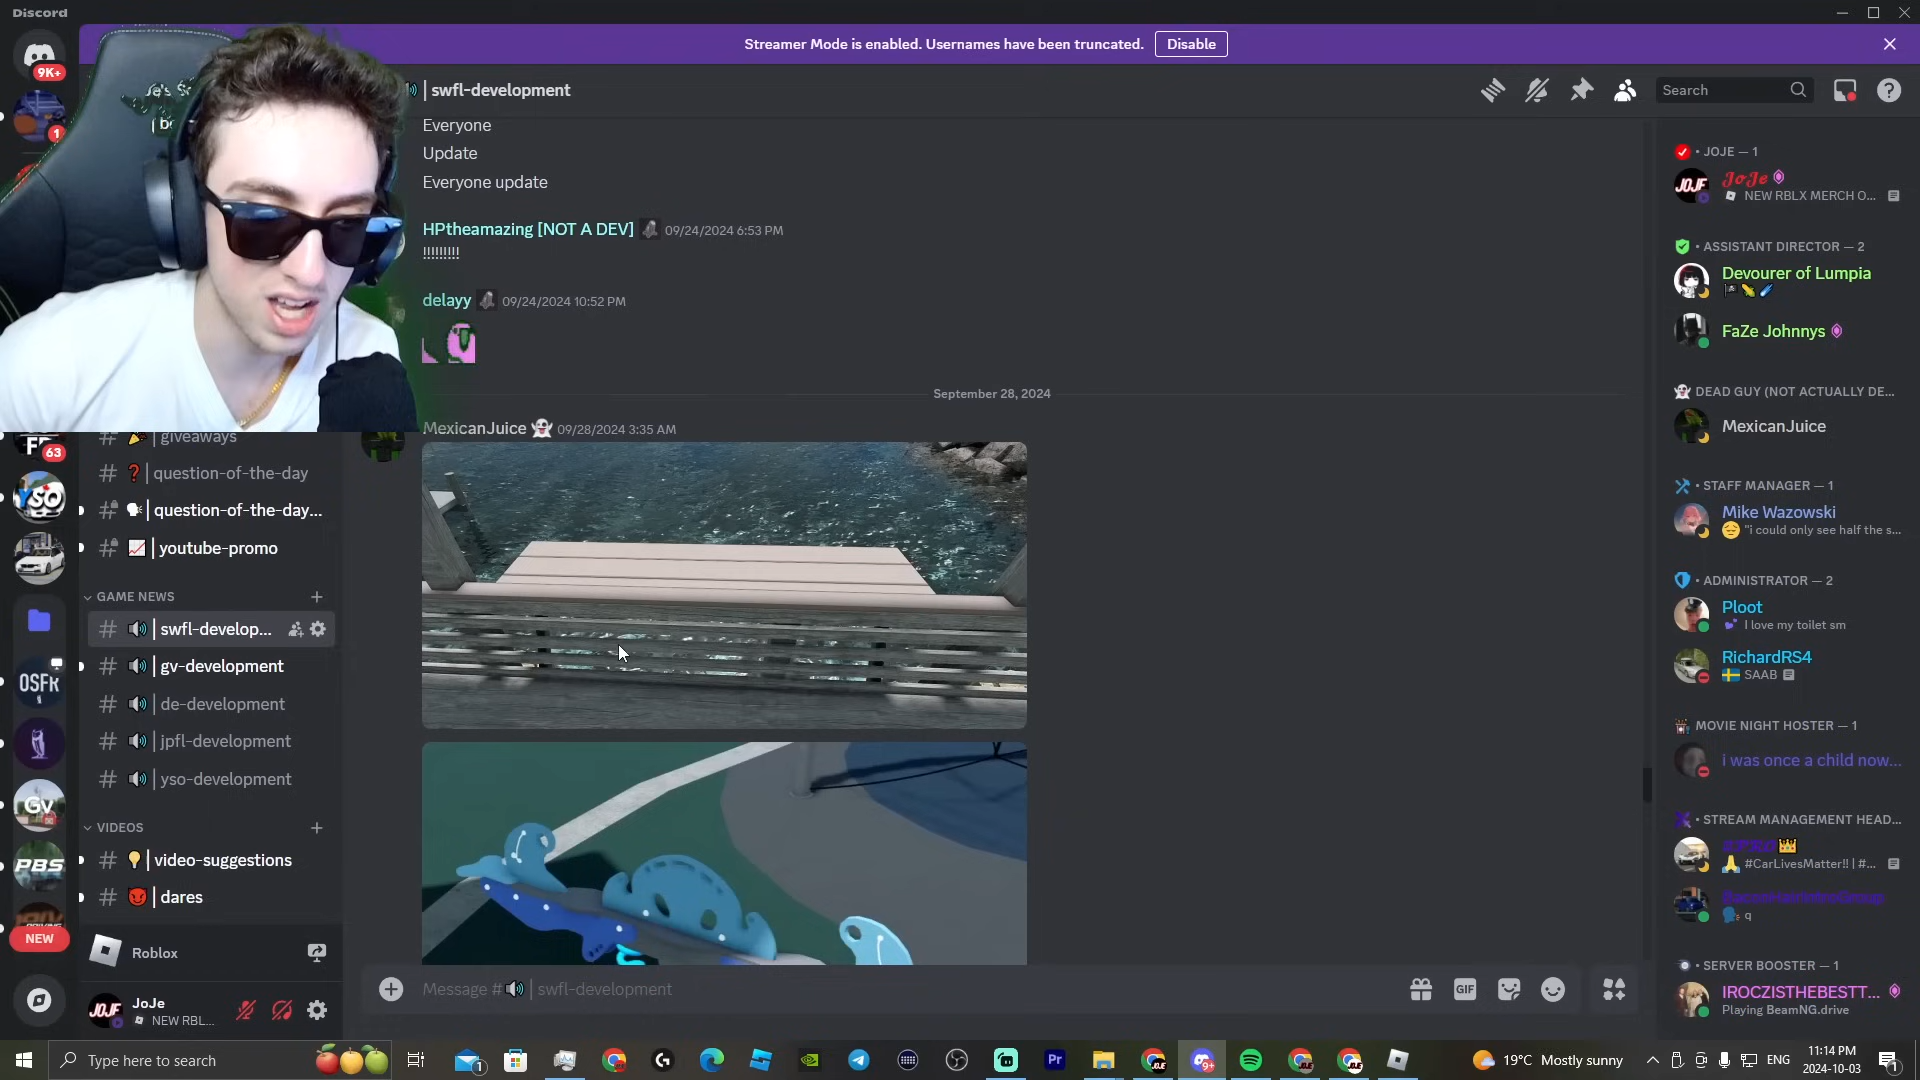 Discord
Streamer Mode is enabled. Usernames have been truncated.
Disable
9K+
1
63
NEW
YSO
OSFR
GV
PBS
| swfl-development
Search
Everyone
Update
Everyone update
HPtheamazing [NOT A DEV] 09/24/2024 6:53 PM
!!!!!!!!!
delayy 09/24/2024 10:52 PM
September 28, 2024
MexicanJuice 👻 09/28/2024 3:35 AM
# 🎉 | giveaways
# ❓ | question-of-the-day
# 🗣 | question-of-the-day...
# 📈 | youtube-promo
GAME NEWS
# 🔊 | swfl-develop...
# 🔊 | gv-development
# 🔊 | de-development
# 🔊 | jpfl-development
# 🔊 | yso-development
VIDEOS
# 💡 | video-suggestions
# 😈 | dares
Roblox
JoJe
NEW RBL...
Message # 🔊 | swfl-development
GIF
• JOJE — 1
JoJe
NEW RBLX MERCH O...
• ASSISTANT DIRECTOR — 2
Devourer of Lumpia
🏴‍☠️ 🌽 ☄️
FaZe Johnnys
👻 DEAD GUY (NOT ACTUALLY DE...
MexicanJuice
• STAFF MANAGER — 1
Mike Wazowski
😔 "i could only see half the s...
• ADMINISTRATOR — 2
Ploot
💕 I love my toilet sm
RichardRS4
🇸🇪 SAAB
MOVIE NIGHT HOSTER — 1
i was once a child now...
• STREAM MANAGEMENT HEAD...
🙏 #CarLivesMatter!! | #...
🗣 q
• SERVER BOOSTER — 1
IROCZISTHEBESTT...
Playing BeamNG.drive
Type here to search
Pr
19°C Mostly sunny
ENG
11:14 PM
2024-10-03